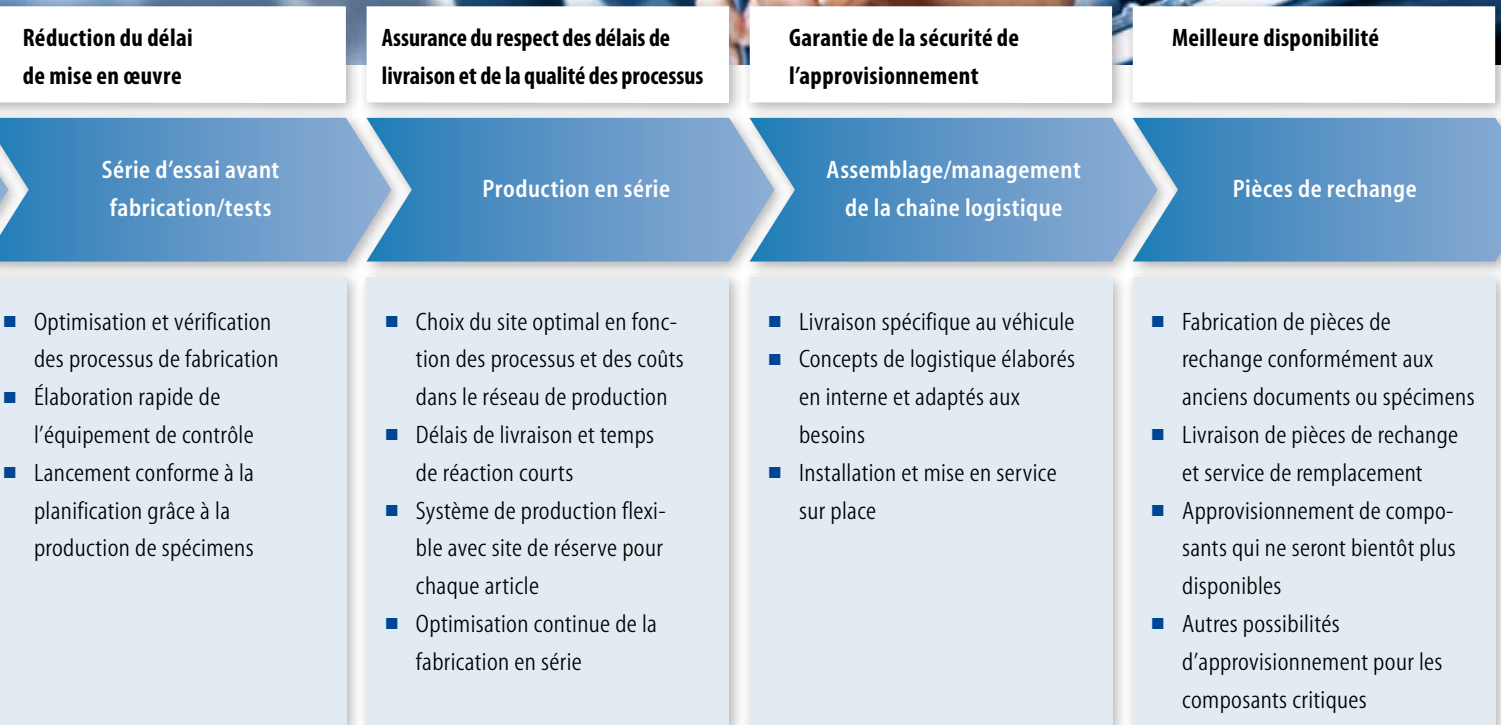 Réduction du délai
de mise en œuvre
Série d'essai avant
fabrication/tests
■ Optimisation et vérification
des processus de fabrication
■ Élaboration rapide de
l'équipement de contrôle
■ Lancement conforme à la
planification grâce à la
production de spécimens
Assurance du respect des délais de
livraison et de la qualité des processus
Production en série
■ Choix du site optimal en fonc-
tion des processus et des coûts
dans le réseau de production
■ Délais de livraison et temps
de réaction courts
■ Système de production flexi-
ble avec site de réserve pour
chaque article
■ Optimisation continue de la
fabrication en série
Garantie de la sécurité de
l'approvisionnement
Assemblage/management
de la chaîne logistique
■ Livraison spécifique au véhicule
■ Concepts de logistique élaborés
en interne et adaptés aux
besoins
■ Installation et mise en service
sur place
Meilleure disponibilité
Pièces de rechange
■ Fabrication de pièces de
rechange conformément aux
anciens documents ou spécimens
■ Livraison de pièces de rechange
et service de remplacement
■ Approvisionnement de compo-
sants qui ne seront bientôt plus
disponibles
■ Autres possibilités
d'approvisionnement pour les
composants critiques